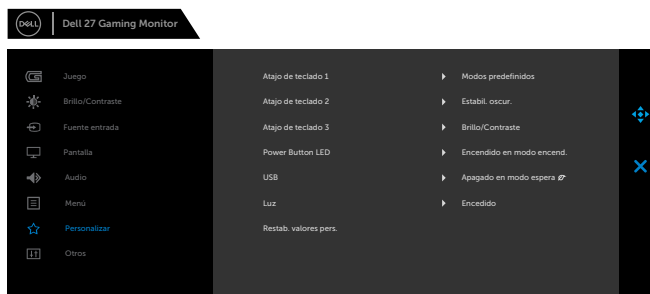 DELL Dell 27 Gaming Monitor
Juego Atajo de teclado 1 Modos predefinidos
Brillo/Contraste Atajo de teclado 2 Estabil. oscur.
Fuente entrada Atajo de teclado 3 Brillo/Contraste
Pantalla Power Button LED Encendido en modo encend.
Audio USB Apagado en modo espera
Menú Luz Encedido
Personalizar Restab. valores pers.
Otros